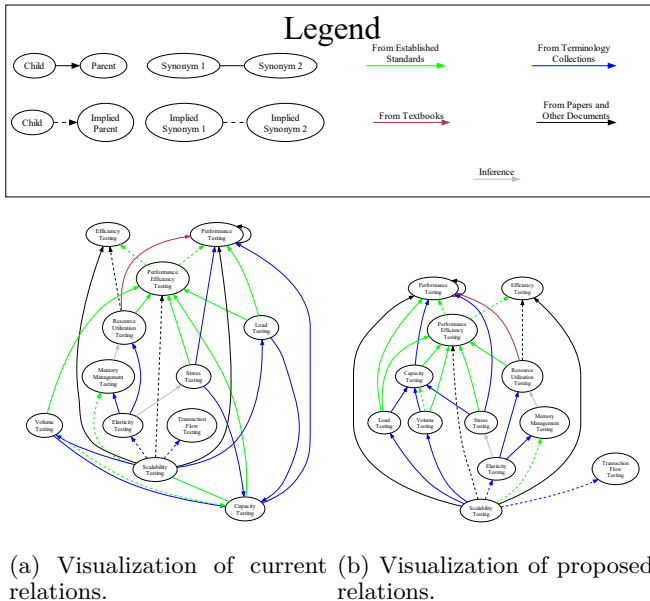 Legend
Child
Parent
Synonym 1
Synonym 2
From Established
Standards
From Terminology
Collections
Child
Implied
Parent
Implied
Synonym 1
Implied
Synonym 2
From Textbooks
From Papers and
Other Documents
Inference
Efficiency
Testing
Performance
Testing
Performance
Efficiency
Testing
Resource
Utilization
Testing
Load
Testing
Memory
Management
Testing
Stress
Testing
Volume
Testing
Elasticity
Testing
Transaction
Flow
Testing
Scalability
Testing
Capacity
Testing
Performance
Testing
Efficiency
Testing
Performance
Efficiency
Testing
Capacity
Testing
Resource
Utilization
Testing
Load
Testing
Volume
Testing
Stress
Testing
Memory
Management
Testing
Elasticity
Testing
Transaction
Flow
Testing
Scalability
Testing
(a) Visualization of current
relations.
(b) Visualization of proposed
relations.